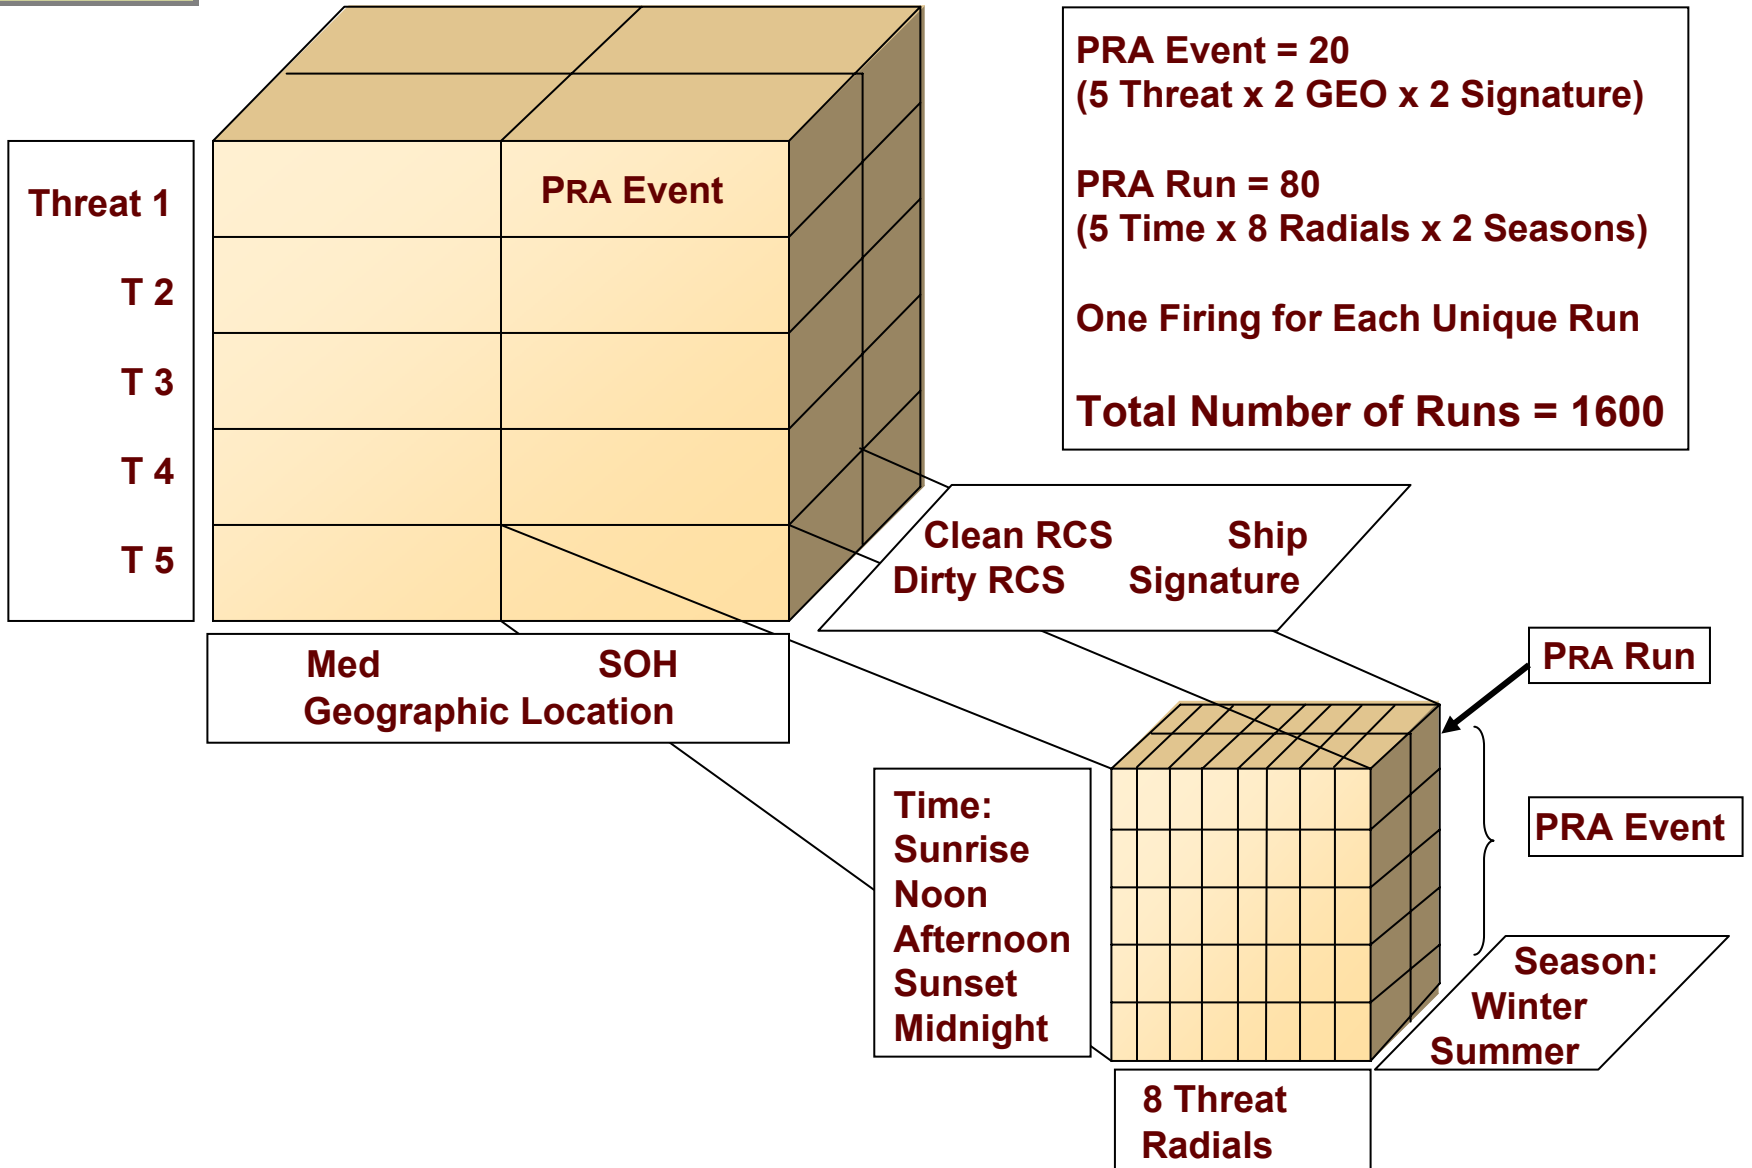 PRA Event = 20
(5 Threat x 2 GEO x 2 Signature)
PRA Run = 80
(5 Time x 8 Radials x 2 Seasons)
One Firing for Each Unique Run
Total Number of Runs = 1600
Threat 1
T 2
T 3
T 4
T 5
PRA Event
Clean RCS Ship
Dirty RCS Signature
Med SOH
Geographic Location
PRA Run
PRA Event
Time:
Sunrise
Noon
Afternoon
Sunset
Midnight
Season:
Winter
Summer
8 Threat
Radials